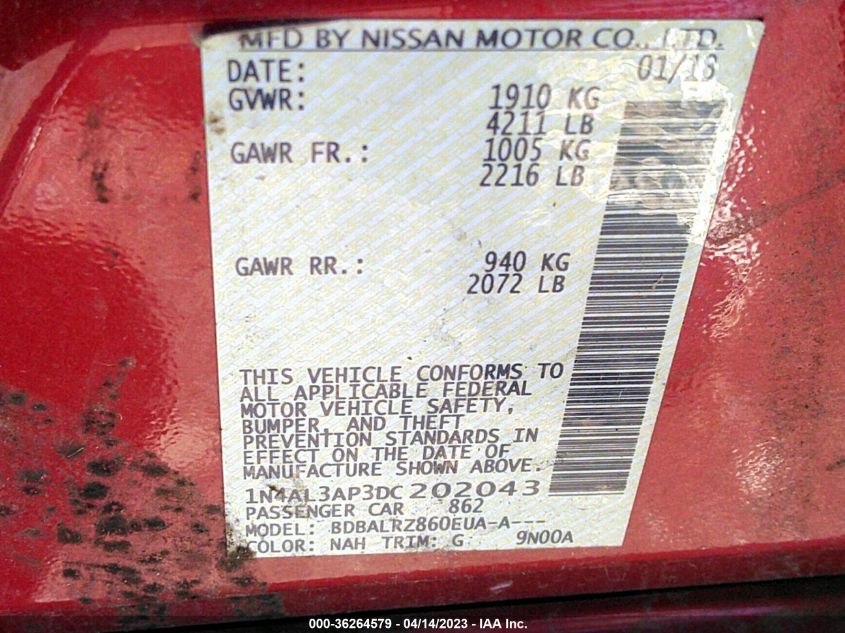 MFD BY NISSAN MOTOR CO., LTD.
DATE: 01/13
GVWR: 1910 KG
4211 LB
GAWR FR.: 1005 KG
2216 LB
GAWR RR.: 940 KG
2072 LB
THIS VEHICLE CONFORMS TO
ALL APPLICABLE FEDERAL
MOTOR VEHICLE SAFETY,
BUMPER, AND THEFT
PREVENTION STANDARDS IN
EFFECT ON THE DATE OF
MANUFACTURE SHOWN ABOVE.
1N4AL3AP3DC202043
PASSENGER CAR 862
MODEL: BDBALRZ860EUA-A---
COLOR: NAH TRIM: G 9N00A
000-36264579 / 04/14/2023 - IAA Inc.